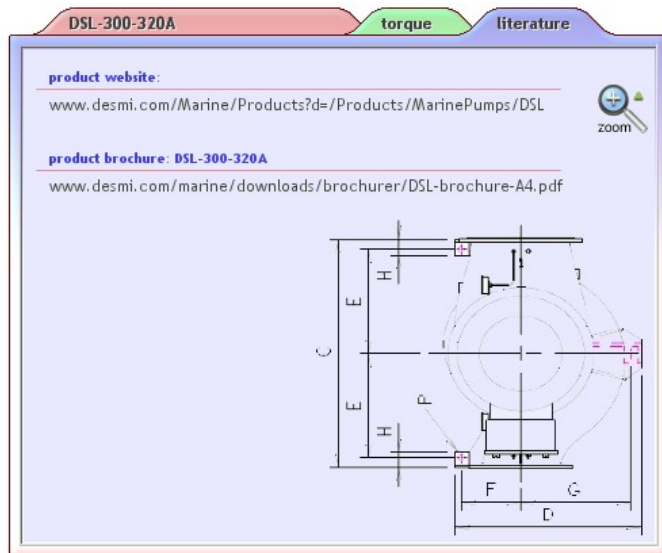 DSL-300-320A
torque
literature
product website:
www.desmi.com/Marine/Products?d=/Products/MarinePumps/DSL
zoom
product brochure: DSL-300-320A
www.desmi.com/marine/downloads/brochurer/DSL-brochure-A4.pdf
H
E
C
E
P
H
F
G
D